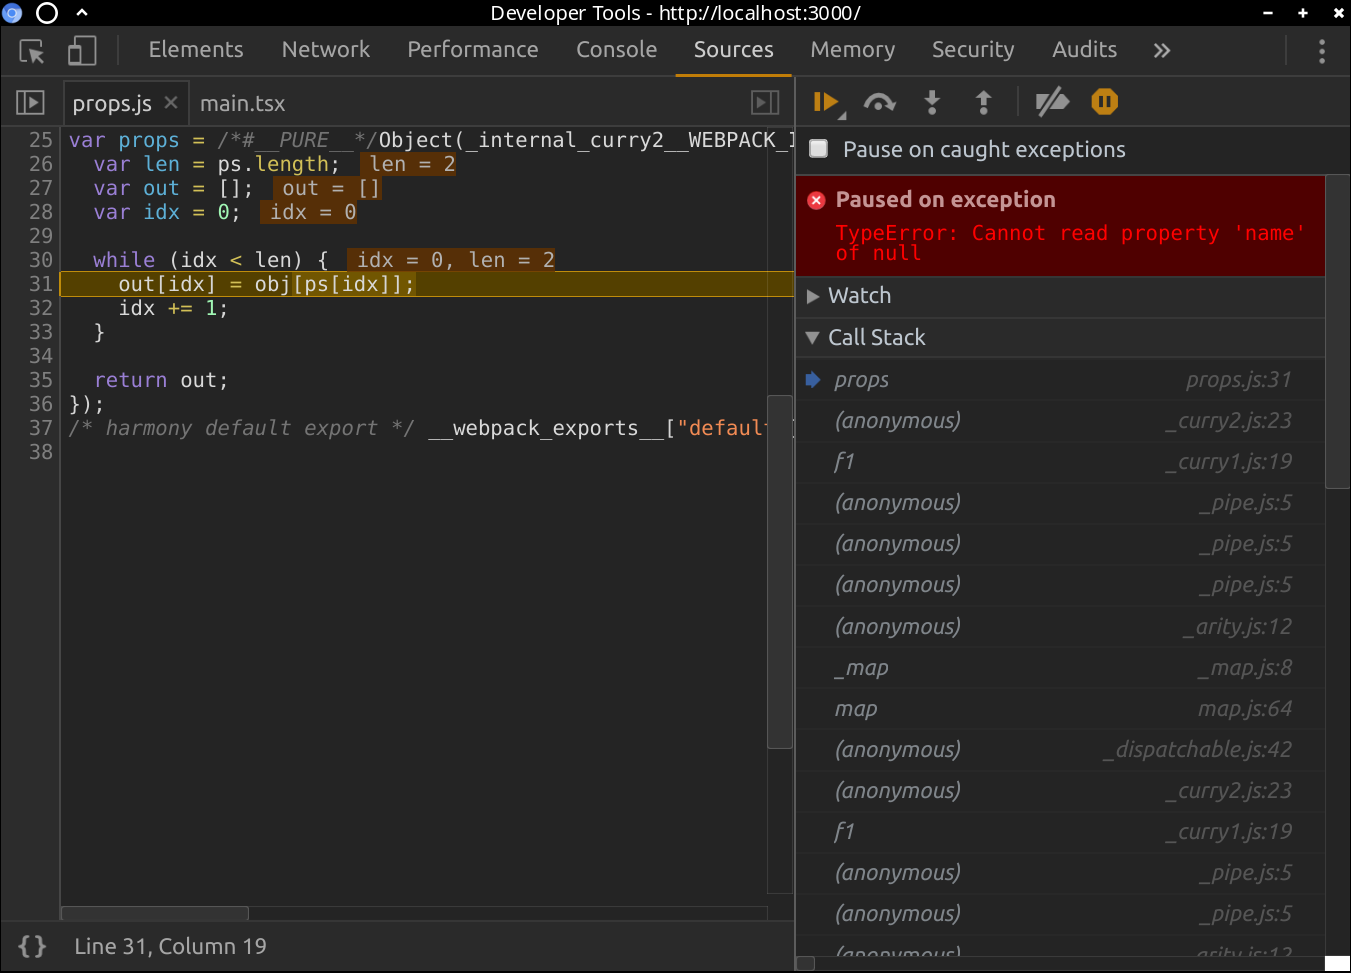 Developer Tools - http://localhost:3000/
Elements Network Performance Console Sources Memory Security Audits »
props.js × main.tsx
25 var props = /*#__PURE__*/Object(_internal_curry2__WEBPACK_I
26 var len = ps.length; len = 2
27 var out = []; out = []
28 var idx = 0; idx = 0
29
30 while (idx < len) { idx = 0, len = 2
31 out[idx] = obj[ps[idx]];
32 idx += 1;
33 }
34
35 return out;
36 });
37 /* harmony default export */ __webpack_exports__["default
38
{} Line 31, Column 19
Pause on caught exceptions
Paused on exception
TypeError: Cannot read property 'name'
of null
Watch
Call Stack
props props.js:31
(anonymous) _curry2.js:23
f1 _curry1.js:19
(anonymous) _pipe.js:5
(anonymous) _pipe.js:5
(anonymous) _pipe.js:5
(anonymous) _arity.js:12
_map _map.js:8
map map.js:64
(anonymous) _dispatchable.js:42
(anonymous) _curry2.js:23
f1 _curry1.js:19
(anonymous) _pipe.js:5
(anonymous) _pipe.js:5
(anonymous) _arity.js:12